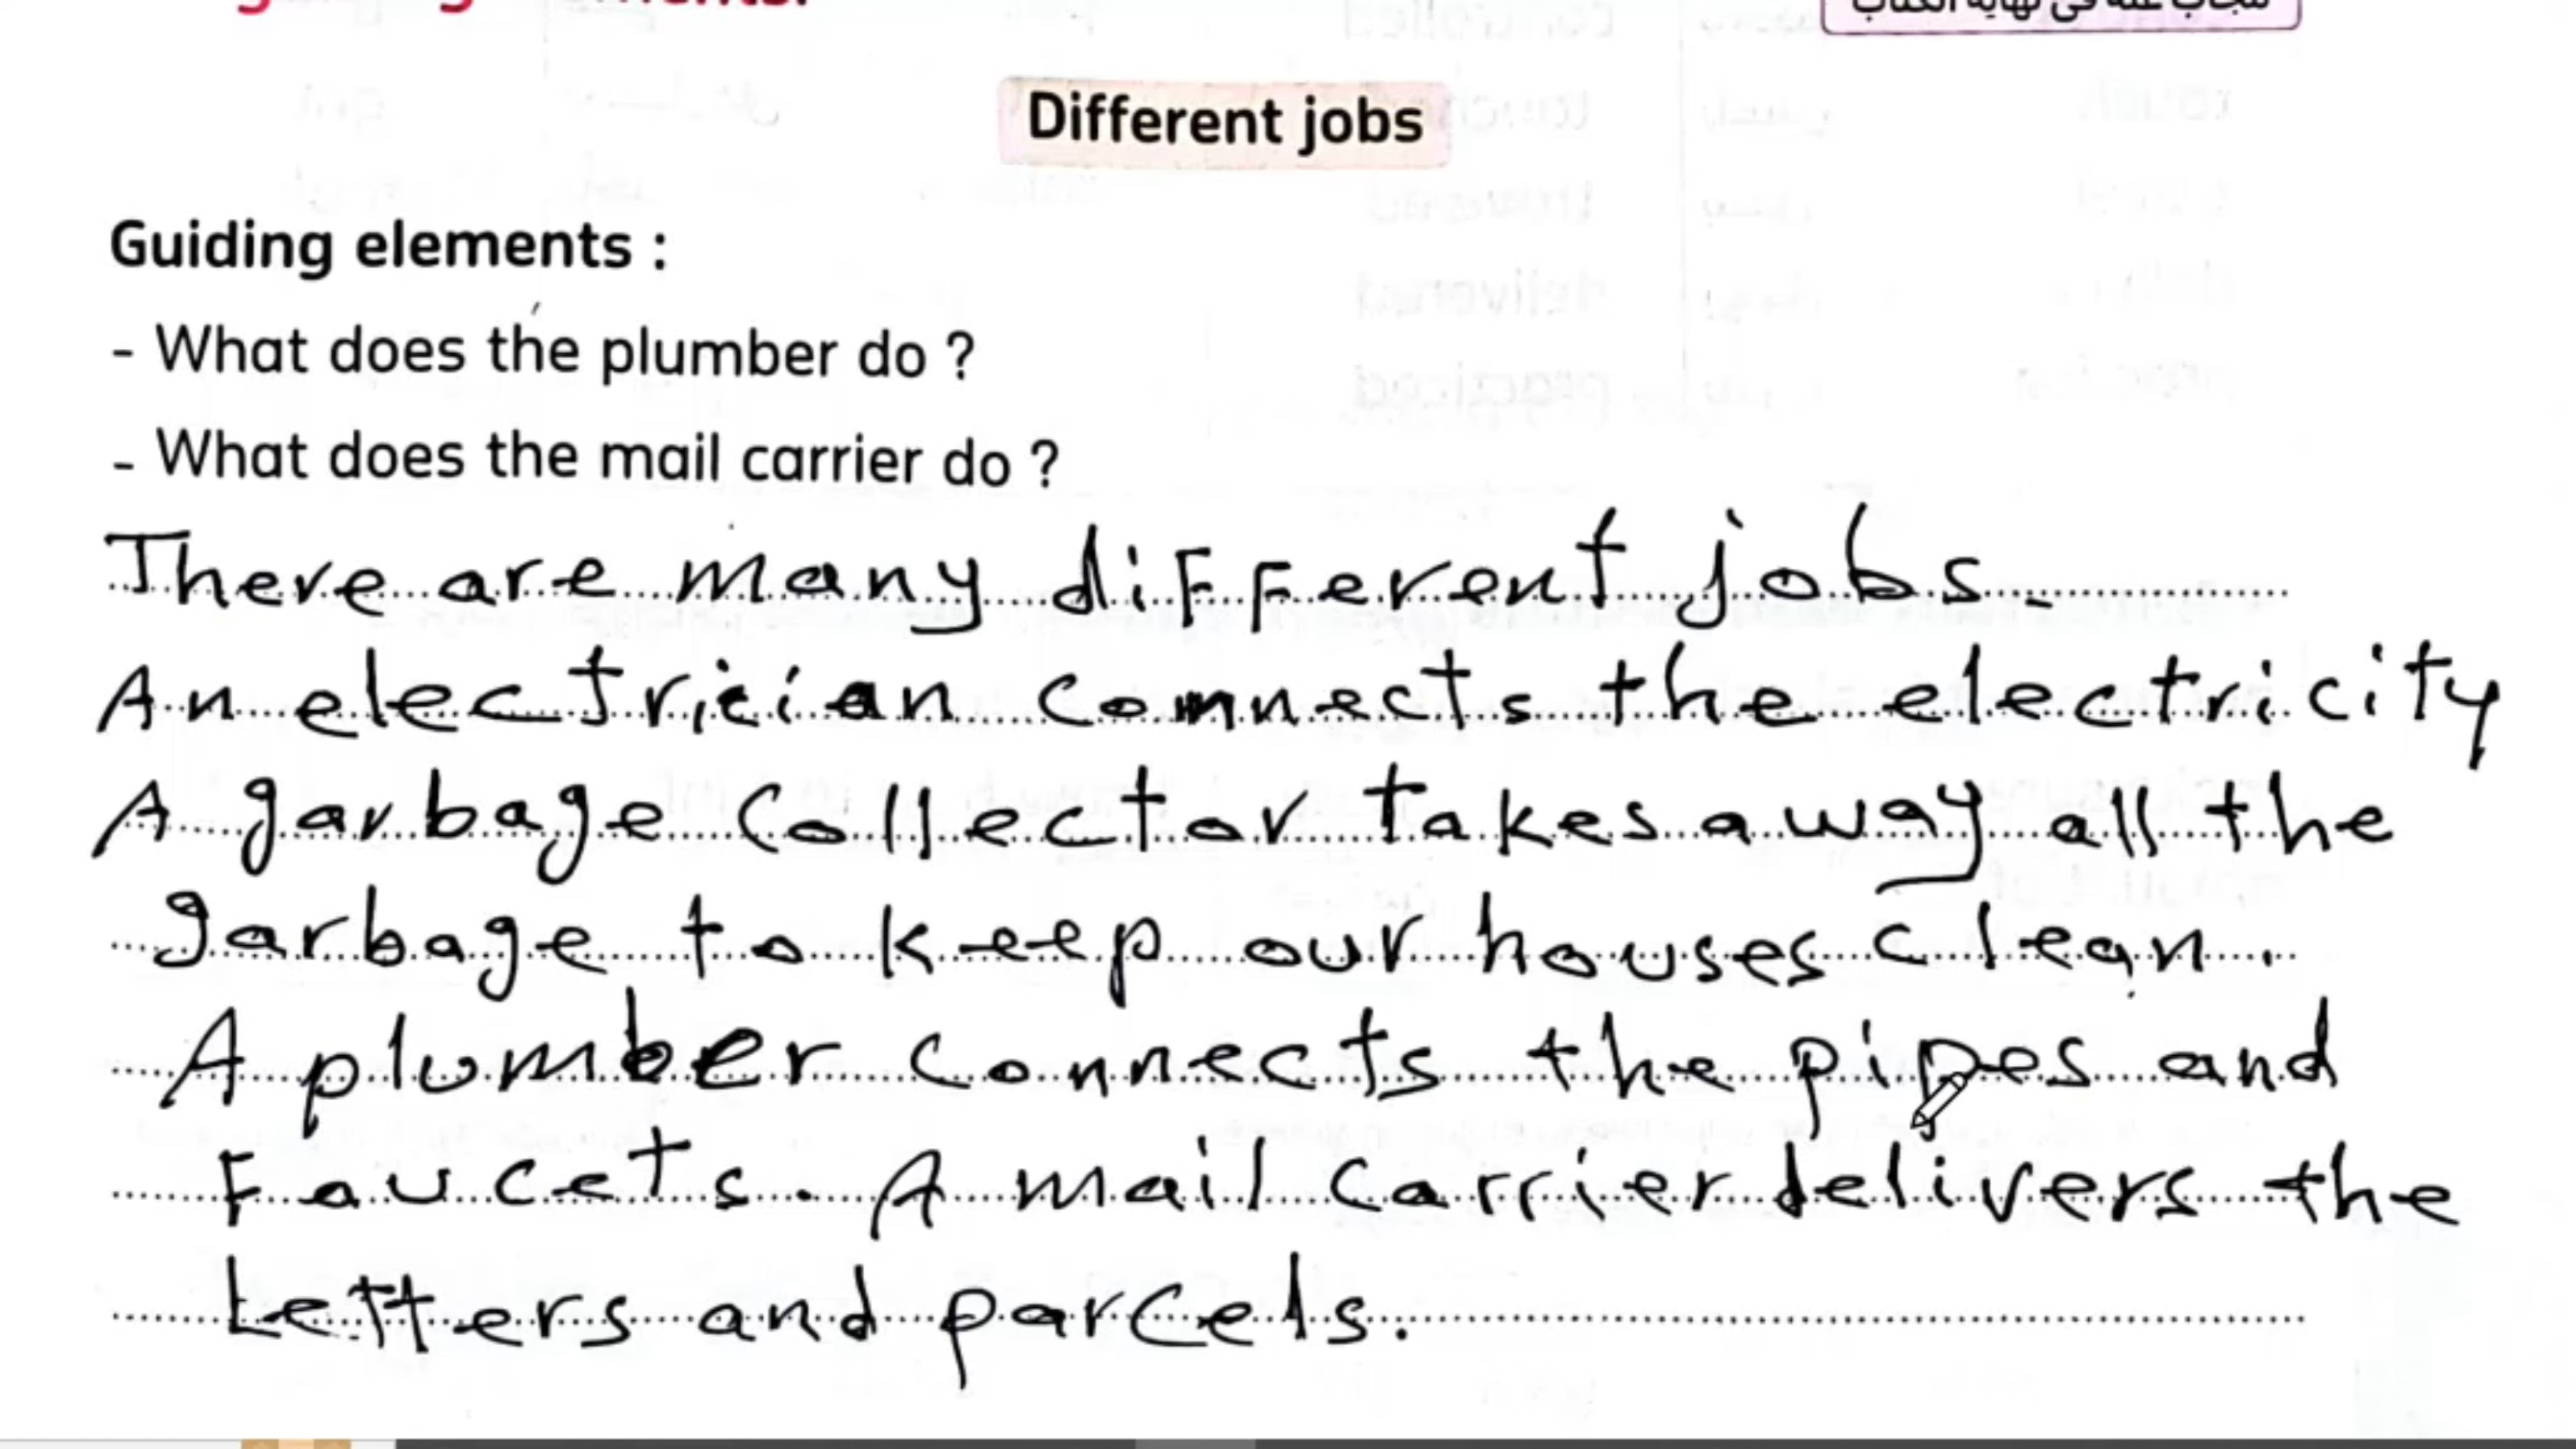 Different jobs
Guiding elements :
- What does the plumber do ?
- What does the mail carrier do ?
There are many different jobs.
An electrician connects the electricity
A garbage collector takes away all the
garbage to keep our houses clean.
A plumber connects the pipes and
Faucets. A mail carrier delivers the
Letters and parcels.